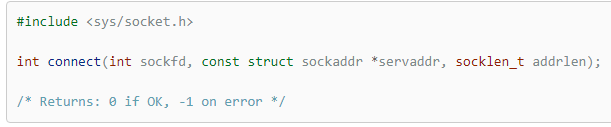 #include <sys/socket.h>
int connect(int sockfd, const struct sockaddr *servaddr, socklen_t addrlen);
/* Returns: 0 if OK, -1 on error */